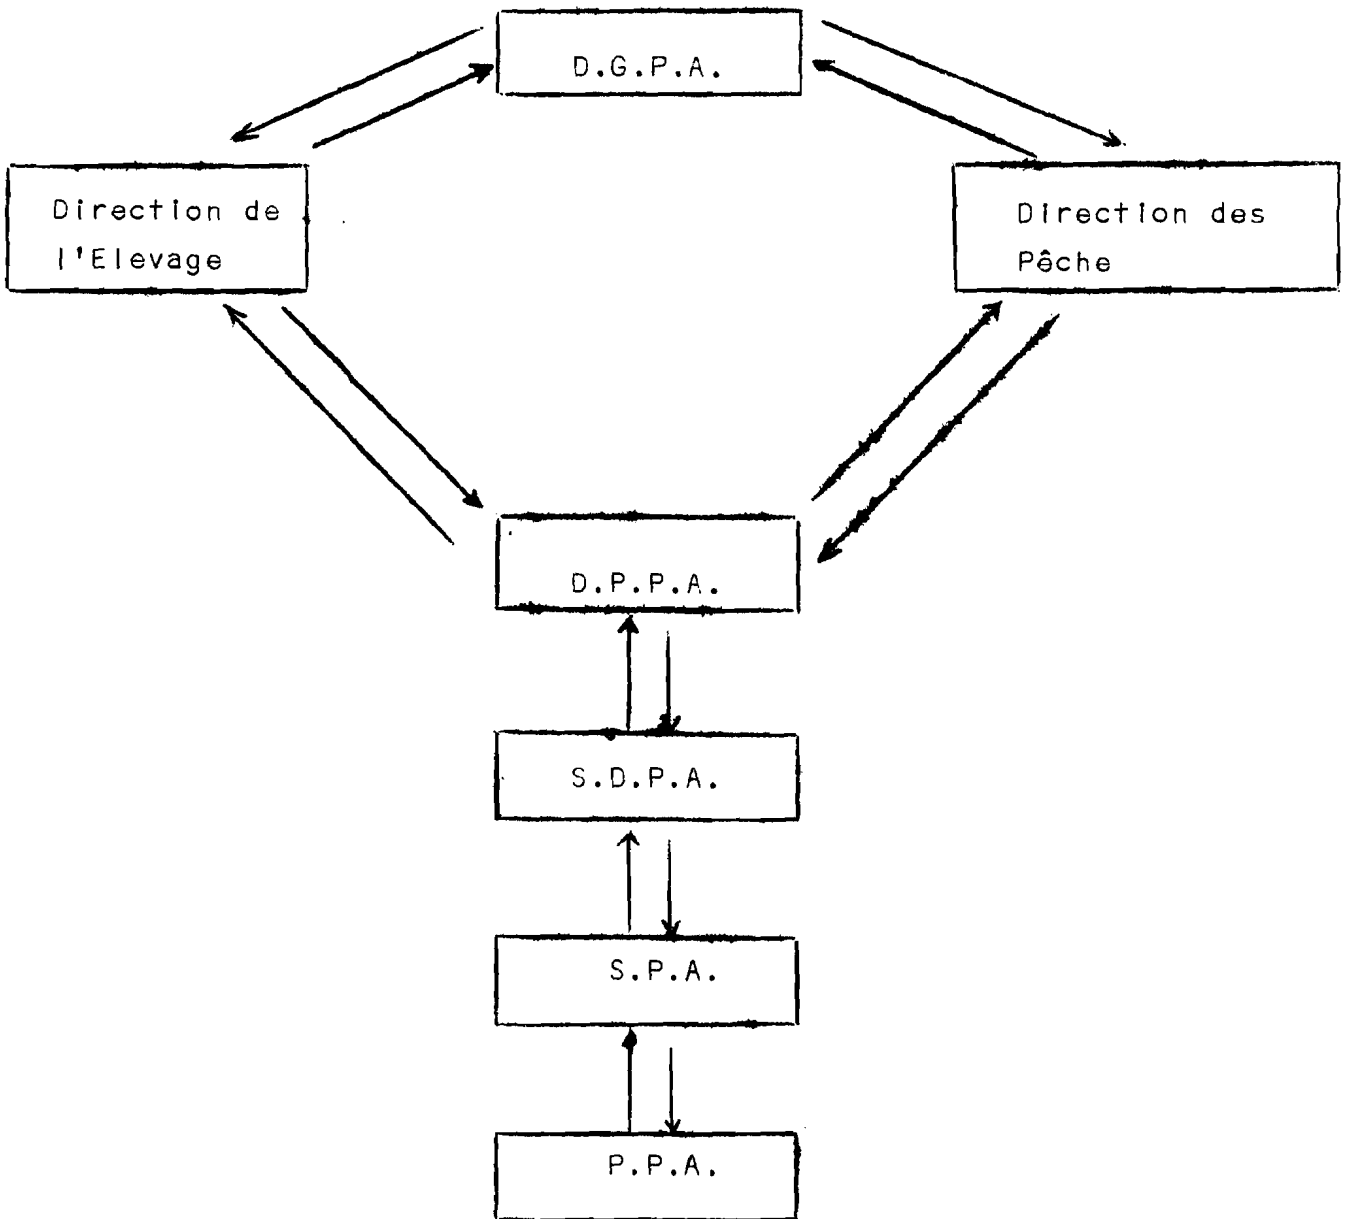 D.G.P.A.
Direction de
l'Elevage
Direction des
Pêche
D.P.P.A.
S.D.P.A.
S.P.A.
P.P.A.